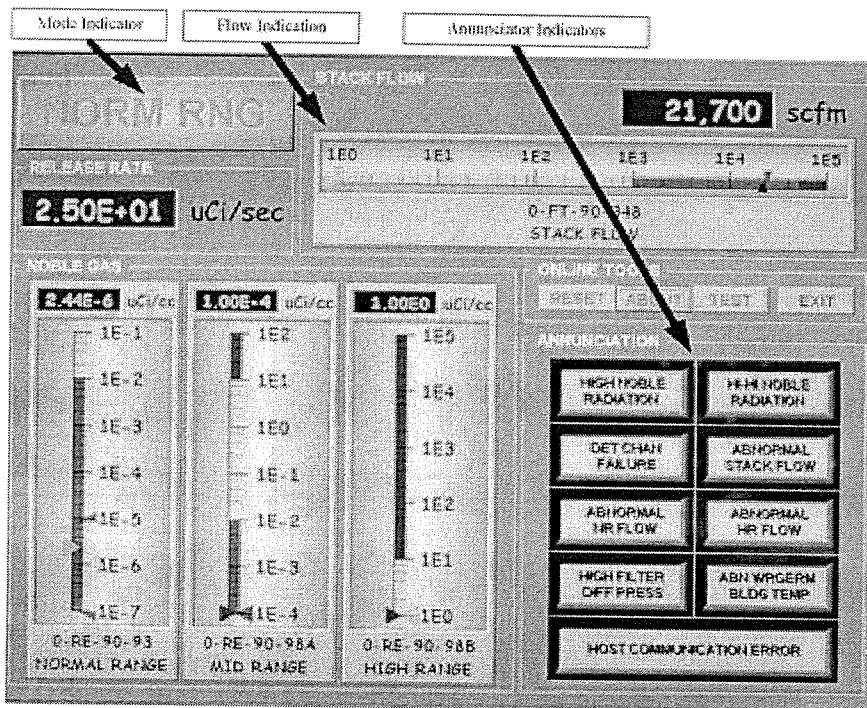 Mode Indicator
Flow Indication
Anunciator Indicators
NORM RNG
STACK FLOW
21,700 scfm
1E0 1E1 1E2 1E3 1E4 1E5
STACK FLOW
RELEASE RATE
2.50E+01 uCi/sec
NOBLE GAS
2.44E-6 uCi/cc
1E-1
1E-2
1E-3
1E-4
1E-5
1E-6
1E-7
0-RE-90-93
NORMAL RANGE
1.00E-4 uCi/cc
1E2
1E1
1E0
1E-1
1E-2
1E-3
1E-4
0-RE-90-98A
MID RANGE
1.00E0 uCi/cc
1E5
1E4
1E3
1E2
1E1
1E0
0-RE-90-98B
HIGH RANGE
ONLINE TOOLS
RESET ABORT TEST EXIT
ANNUNCIATION
HIGH NOBLE
RADIATION
HI-HI NOBLE
RADIATION
DET CHAN
FAILURE
ABNORMAL
STACK FLOW
ABNORMAL
HR FLOW
ABNORMAL
HR FLOW
HIGH FILTER
DIFF PRESS
ABN WRGERM
BLDG TEMP
HOST COMMUNICATION ERROR